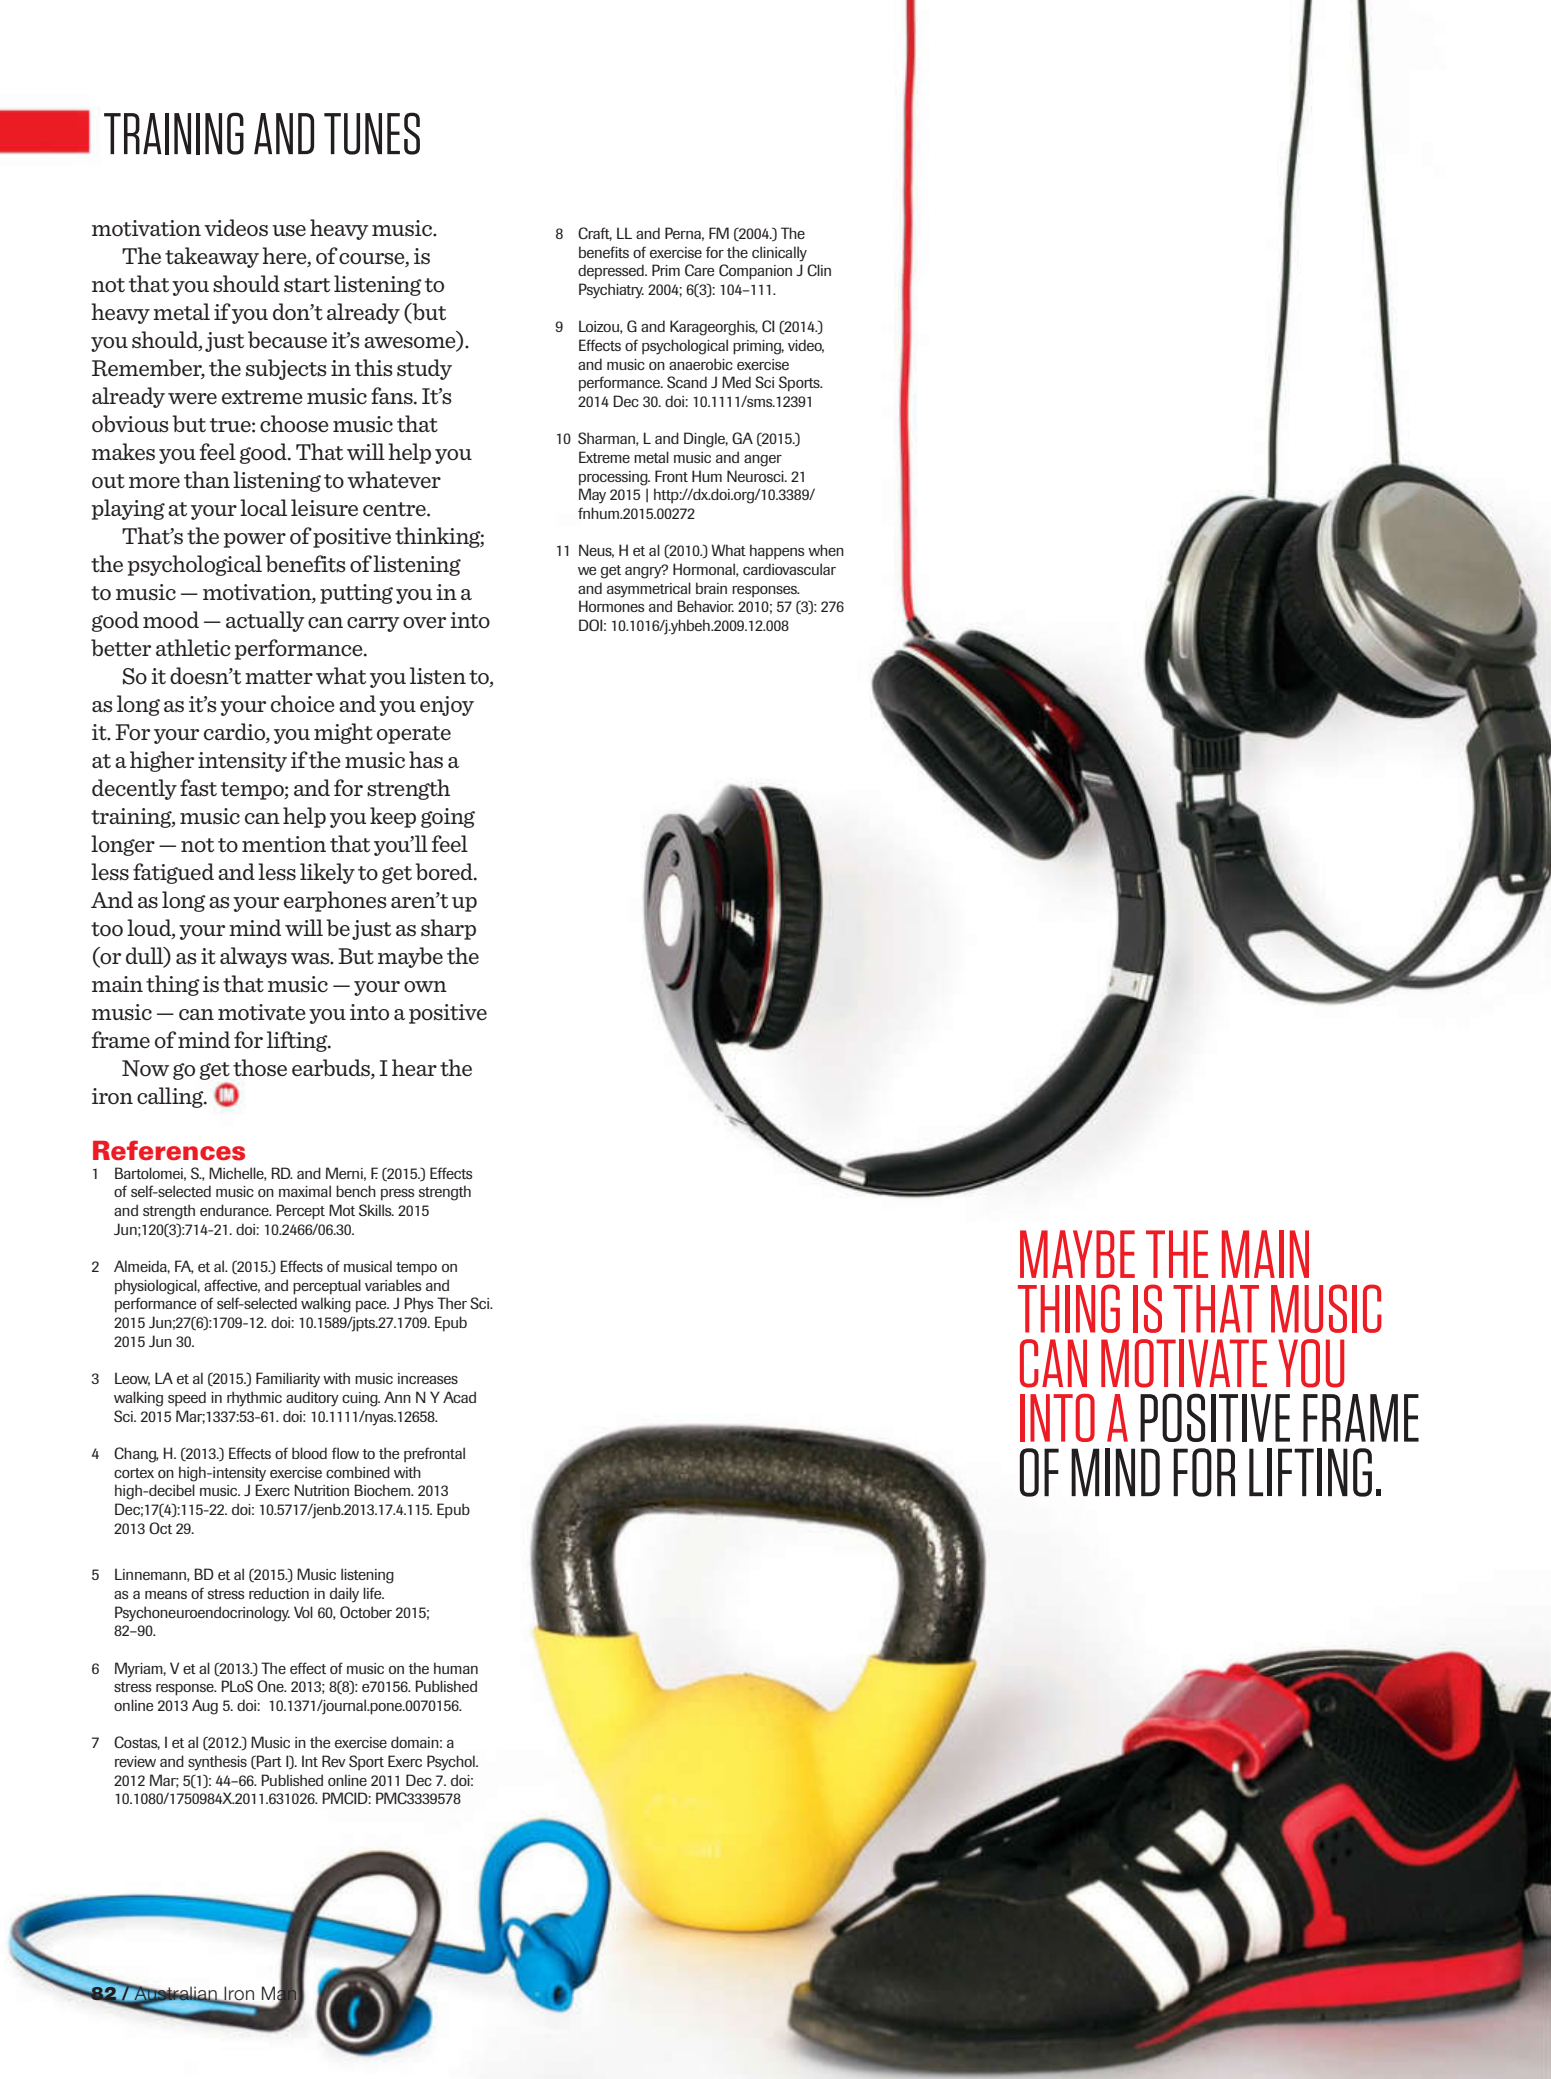 TRAINING AND TUNES
motivation videos use heavy music.
The takeaway here, of course, is
not that you should start listening to
heavy metal if you don’t already (but
you should, just because it’s awesome).
Remember, the subjects in this study
already were extreme music fans. It’s
obvious but true: choose music that
makes you feel good. That will help you
out more than listening to whatever
playing at your local leisure centre.
That’s the power of positive thinking;
the psychological benefits of listening
to music — motivation, putting you in a
good mood — actually can carry over into
better athletic performance.
So it doesn’t matter what you listen to,
as long as it’s your choice and you enjoy
it. For your cardio, you might operate
at a higher intensity if the music has a
decently fast tempo; and for strength
training, music can help you keep going
longer — not to mention that you’ll feel
less fatigued and less likely to get bored.
And as long as your earphones aren’t up
too loud, your mind will be just as sharp
(or dull) as it always was. But maybe the
main thing is that music — your own
music — can motivate you into a positive
frame of mind for lifting.
Now go get those earbuds, I hear the
iron calling. IM
References
1 Bartolomei, S., Michelle, RD. and Merni, F. (2015.) Effects
of self-selected music on maximal bench press strength
and strength endurance. Percept Mot Skills. 2015
Jun;120(3):714-21. doi: 10.2466/06.30.
2 Almeida, FA, et al. (2015.) Effects of musical tempo on
physiological, affective, and perceptual variables and
performance of self-selected walking pace. J Phys Ther Sci.
2015 Jun;27(6):1709-12. doi: 10.1589/jpts.27.1709. Epub
2015 Jun 30.
3 Leow, LA et al (2015.) Familiarity with music increases
walking speed in rhythmic auditory cuing. Ann N Y Acad
Sci. 2015 Mar;1337:53-61. doi: 10.1111/nyas.12658.
4 Chang, H. (2013.) Effects of blood flow to the prefrontal
cortex on high-intensity exercise combined with
high-decibel music. J Exerc Nutrition Biochem. 2013
Dec;17(4):115-22. doi: 10.5717/jenb.2013.17.4.115. Epub
2013 Oct 29.
5 Linnemann, BD et al (2015.) Music listening
as a means of stress reduction in daily life.
Psychoneuroendocrinology. Vol 60, October 2015;
82–90.
6 Myriam, V et al (2013.) The effect of music on the human
stress response. PLoS One. 2013; 8(8): e70156. Published
online 2013 Aug 5. doi: 10.1371/journal.pone.0070156.
7 Costas, I et al (2012.) Music in the exercise domain: a
review and synthesis (Part I). Int Rev Sport Exerc Psychol.
2012 Mar; 5(1): 44–66. Published online 2011 Dec 7. doi:
10.1080/1750984X.2011.631026. PMCID: PMC3339578
8 Craft, LL and Perna, FM (2004.) The
benefits of exercise for the clinically
depressed. Prim Care Companion J Clin
Psychiatry. 2004; 6(3): 104–111.
9 Loizou, G and Karageorghis, CI (2014.)
Effects of psychological priming, video,
and music on anaerobic exercise
performance. Scand J Med Sci Sports.
2014 Dec 30. doi: 10.1111/sms.12391
10 Sharman, L and Dingle, GA (2015.)
Extreme metal music and anger
processing. Front Hum Neurosci. 21
May 2015 | http://dx.doi.org/10.3389/
fnhum.2015.00272
11 Neus, H et al (2010.) What happens when
we get angry? Hormonal, cardiovascular
and asymmetrical brain responses.
Hormones and Behavior. 2010; 57 (3): 276
DOI: 10.1016/j.yhbeh.2009.12.008
MAYBE THE MAIN
THING IS THAT MUSIC
CAN MOTIVATE YOU
INTO A POSITIVE FRAME
OF MIND FOR LIFTING.
82 / Australian Iron Man